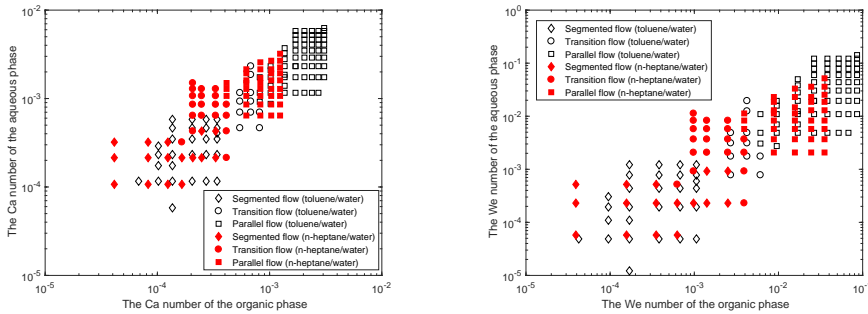 10^-2
10^-3
10^-4
10^-5
The Ca number of the aqueous phase
Segmented flow (toluene/water)
Transition flow (toluene/water)
Parallel flow (toluene/water)
Segmented flow (n-heptane/water)
Transition flow (n-heptane/water)
Parallel flow (n-heptane/water)
10^-5 10^-4 10^-3 10^-2
The Ca number of the organic phase
10^0
10^-1
10^-2
10^-3
10^-4
10^-5
The We number of the aqueous phase
Segmented flow (toluene/water)
Transition flow (toluene/water)
Parallel flow (toluene/water)
Segmented flow (n-heptane/water)
Transition flow (n-heptane/water)
Parallel flow (n-heptane/water)
10^-5 10^-4 10^-3 10^-2 10^-1
The We number of the organic phase